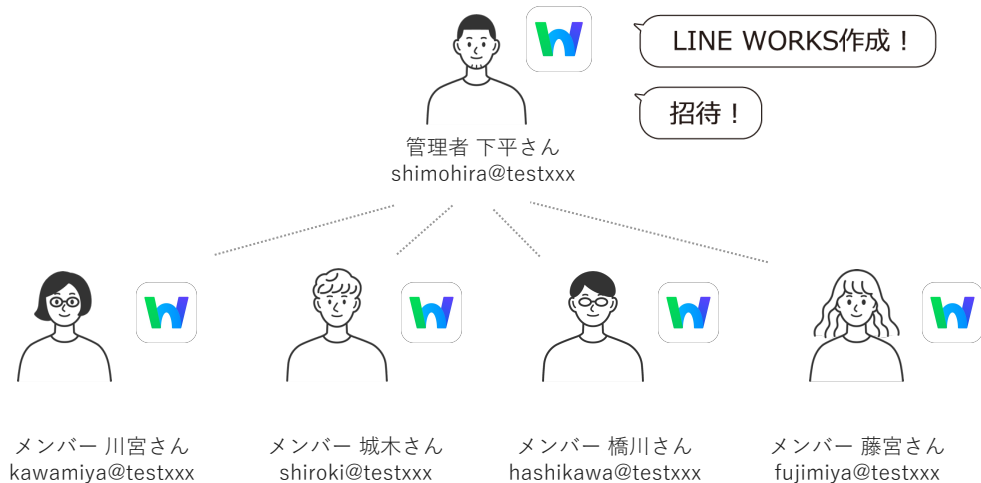 LINE WORKS作成！
招待！
管理者 下平さん
shimohira@testxxx
メンバー 川宮さん
kawamiya@testxxx
メンバー 城木さん
shiroki@testxxx
メンバー 橋川さん
hashikawa@testxxx
メンバー 藤宮さん
fujimiya@testxxx